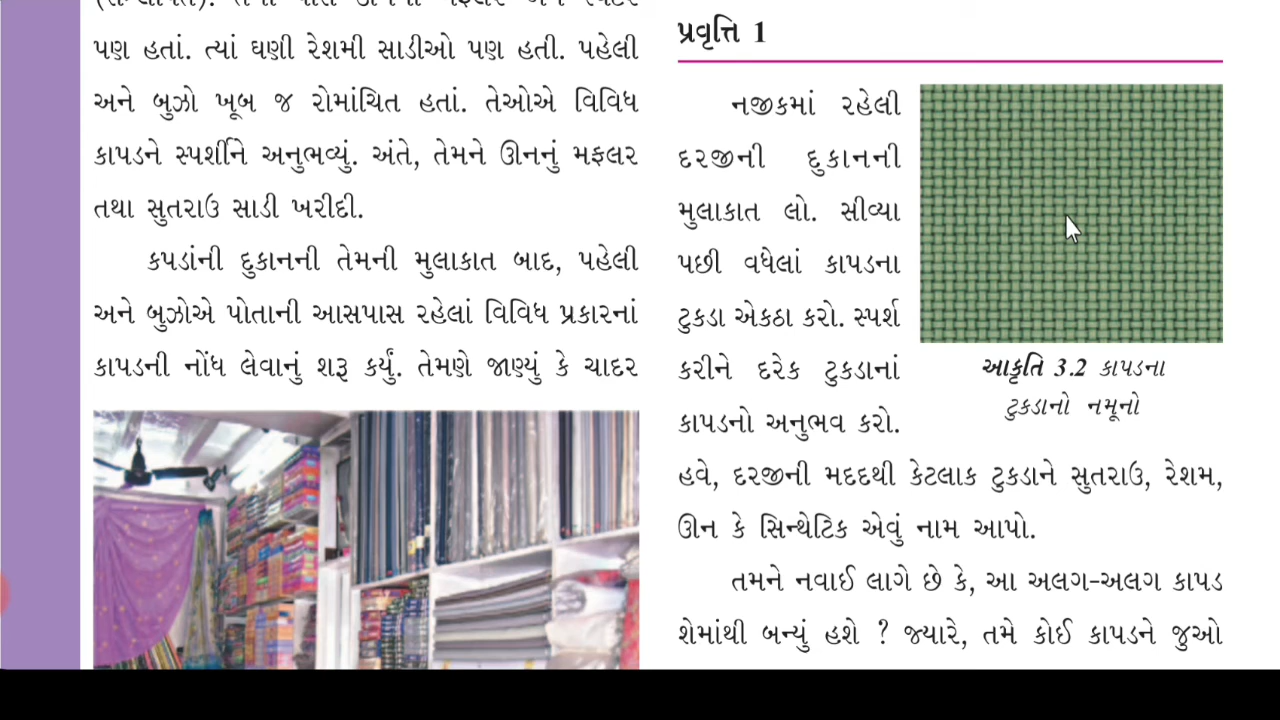 પણ હતાં. ત્યાં ઘણી રેશમી સાડીઓ પણ હતી. પહેલી
અને બુઝો ખૂબ જ રોમાંચિત હતાં. તેઓએ વિવિધ
કાપડને સ્પર્શીને અનુભવ્યું. અંતે, તેમને ઊનનું મફલર
તથા સુતરાઉ સાડી ખરીદી.
કપડાંની દુકાનની તેમની મુલાકાત બાદ, પહેલી
અને બુઝોએ પોતાની આસપાસ રહેલાં વિવિધ પ્રકારનાં
કાપડની નોંધ લેવાનું શરૂ કર્યું. તેમણે જાણ્યું કે ચાદર
પ્રવૃત્તિ 1
નજીકમાં રહેલી
દરજીની દુકાનની
મુલાકાત લો. સીવ્યા
પછી વધેલાં કાપડના
ટુકડા એકઠા કરો. સ્પર્શ
કરીને દરેક ટુકડાનાં
કાપડનો અનુભવ કરો.
આકૃતિ 3.2 કાપડના
ટુકડાનો નમૂનો
હવે, દરજીની મદદથી કેટલાક ટુકડાને સુતરાઉ, રેશમ,
ઊન કે સિન્થેટિક એવું નામ આપો.
તમને નવાઈ લાગે છે કે, આ અલગ-અલગ કાપડ
શેમાંથી બન્યું હશે ? જ્યારે, તમે કોઈ કાપડને જુઓ